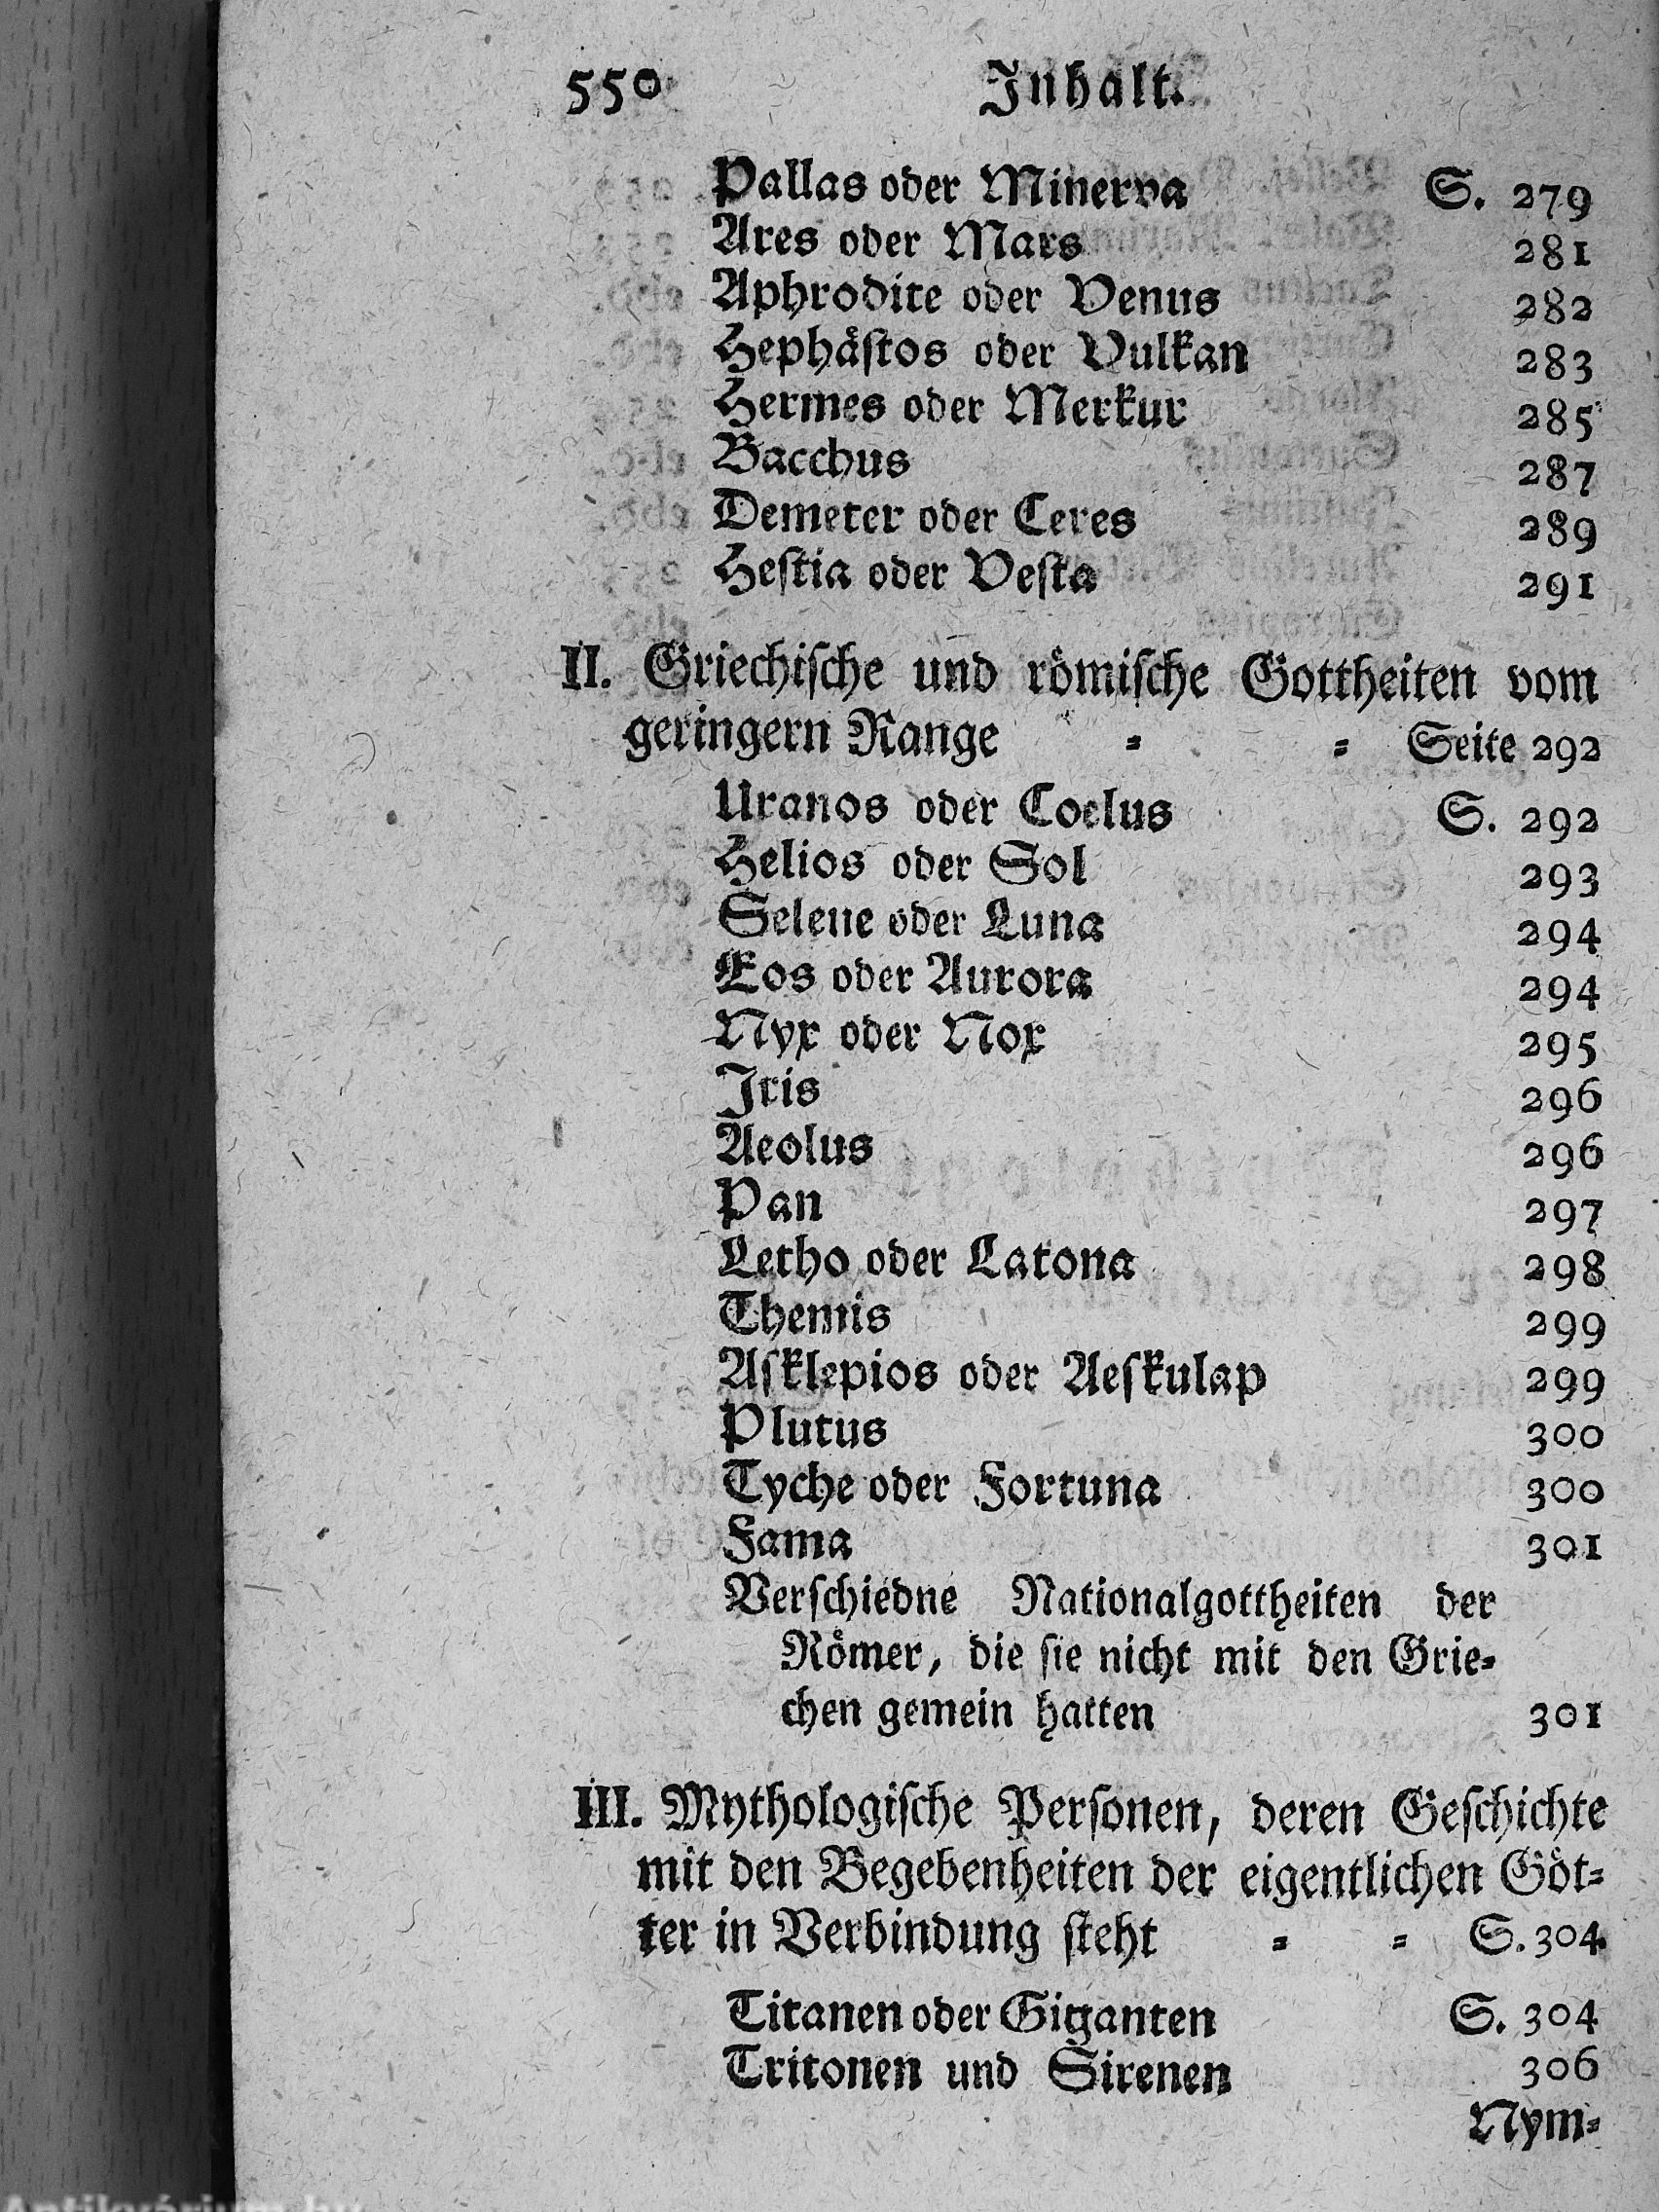 550 Inhalt.
Pallas oder Minerva S. 279
Ares oder Mars 281
Aphrodite oder Venus 282
Hephåſtos oder Vulkan 283
Hermes oder Merkur 285
Bacchus 287
Demeter oder Ceres 289
Heſtia oder Veſta 291
II. Griechiſche und römiſche Gottheiten vom
geringern Range = = Seite 292
Uranos oder Coelus S. 292
Helios oder Sol 293
Selene oder Luna 294
Eos oder Aurora 294
Nyx oder Nox 295
Iris 296
Aeolus 296
Pan 297
Letho oder Latona 298
Themis 299
Aſklepios oder Aeſkulap 299
Plutus 300
Tyche oder Fortuna 300
Fama 301
Verſchiedne Nationalgottheiten der
Römer, die ſie nicht mit den Grie=
chen gemein hatten 301
III. Mythologiſche Perſonen, deren Geſchichte
mit den Begebenheiten der eigentlichen Göt=
ter in Verbindung ſteht = = S. 304
Titanen oder Giganten S. 304
Tritonen und Sirenen 306
Nym=